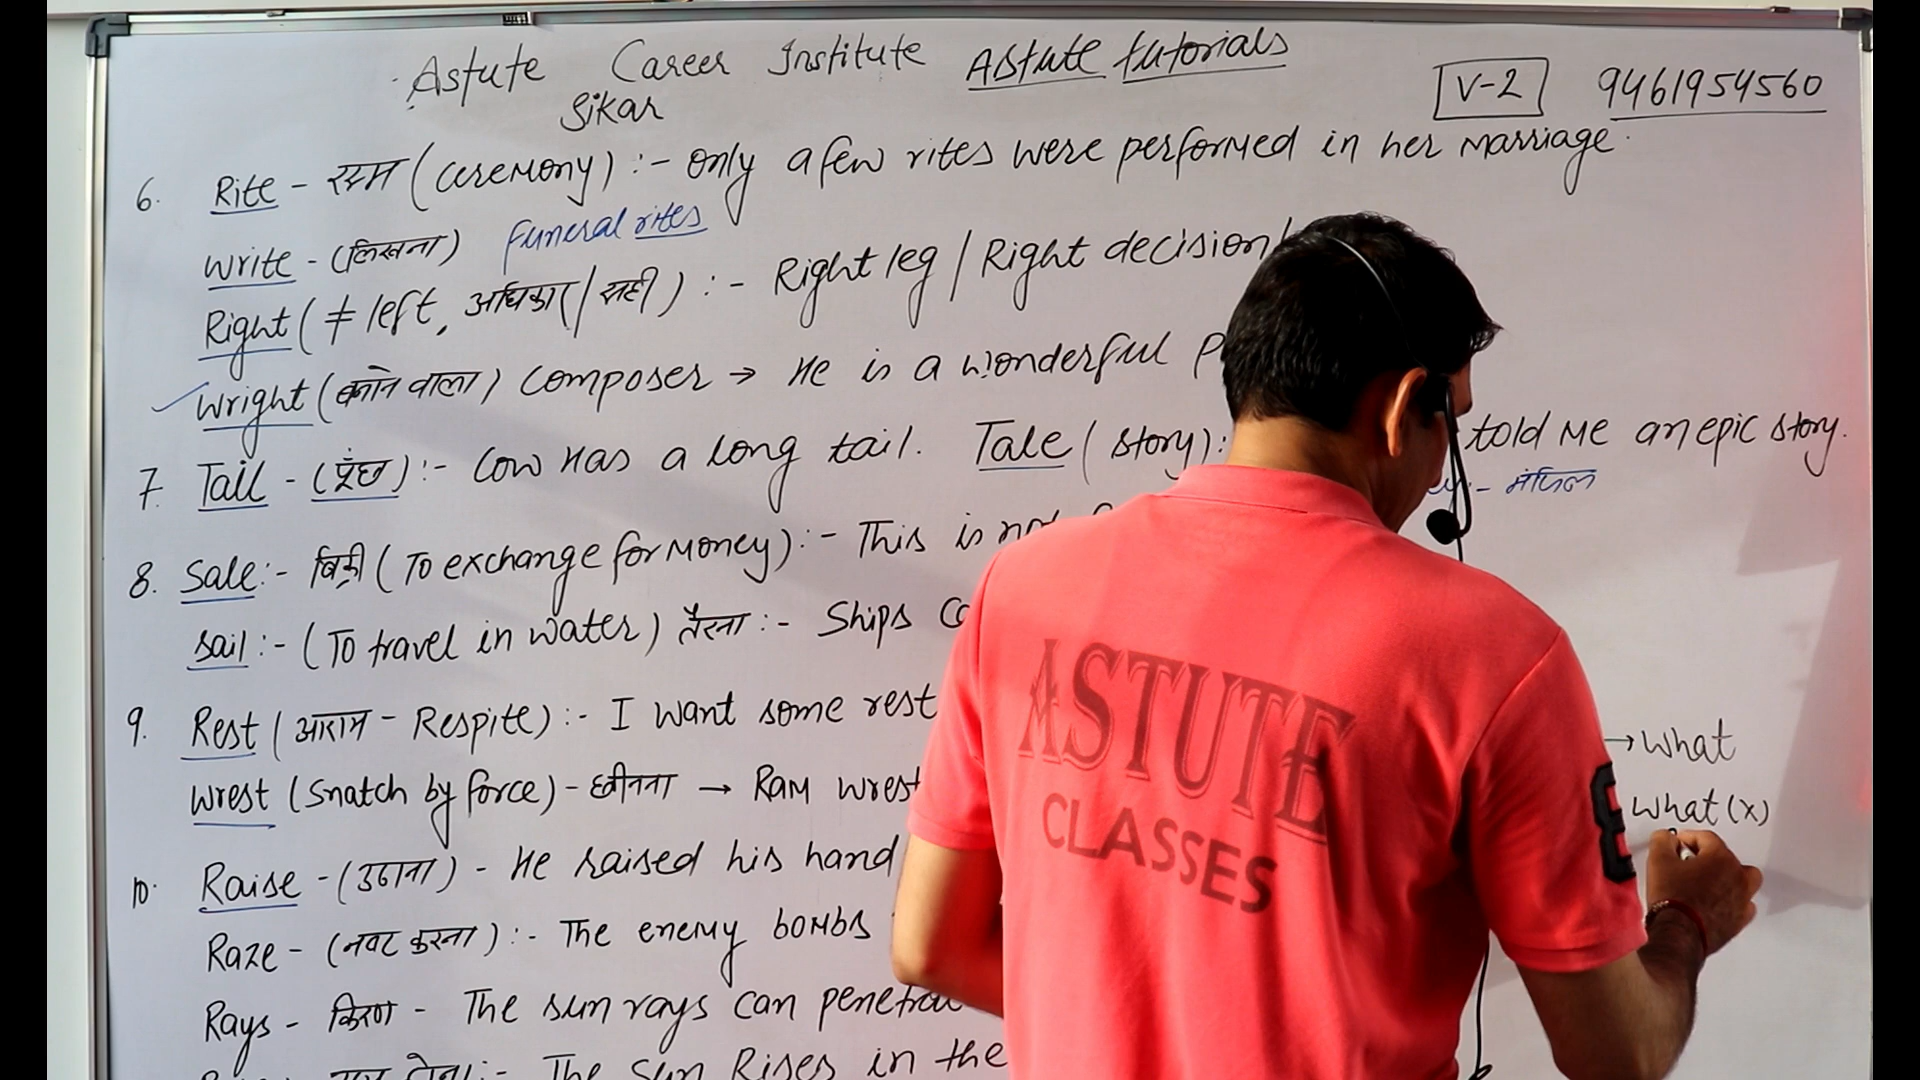 Astute Career Institute Astute tutorials
Sikar
V-2 9461954560
6. Rite - रस्म (ceremony) :- only a few rites were performed in her marriage.
write - (लिखना) funeral rites
Right (≠ left, अधिकार/सही) :- Right leg / Right decision/
wright (बनाने वाला) composer → He is a wonderful p
7. Tail - (पूंछ) :- Cow has a long tail. Tale (story): told me an epic story.
- मंजिल
8. Sale :- बिक्री (To exchange for money) :- This is not
sail :- (To travel in water) तैरना :- Ships ca
9. Rest (आराम - Respite) :- I want some rest
wrest (snatch by force) - छीनना → Ram wrest
→ what
what (x)
10. Raise - (उठाना) - He raised his hand
Raze - (नष्ट करना) :- The enemy bombs
Rays - किरण - The sun rays can penetra
:- The sun Rises in the
ASTUTE
CLASSES
3